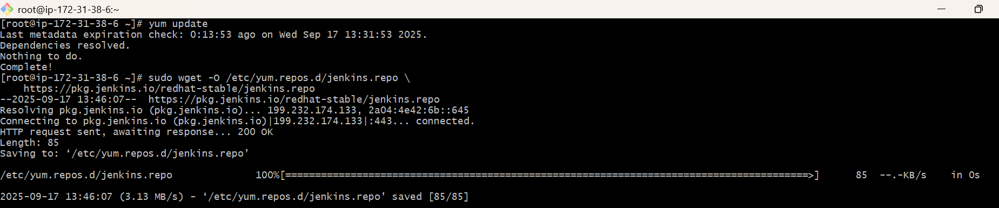 root@ip-172-31-38-6:~
[root@ip-172-31-38-6 ~]# yum update
Last metadata expiration check: 0:13:53 ago on Wed Sep 17 13:31:53 2025.
Dependencies resolved.
Nothing to do.
Complete!
[root@ip-172-31-38-6 ~]# sudo wget -O /etc/yum.repos.d/jenkins.repo \
    https://pkg.jenkins.io/redhat-stable/jenkins.repo
--2025-09-17 13:46:07--  https://pkg.jenkins.io/redhat-stable/jenkins.repo
Resolving pkg.jenkins.io (pkg.jenkins.io)... 199.232.174.133, 2a04:4e42:6b::645
Connecting to pkg.jenkins.io (pkg.jenkins.io)|199.232.174.133|:443... connected.
HTTP request sent, awaiting response... 200 OK
Length: 85
Saving to: ‘/etc/yum.repos.d/jenkins.repo’
/etc/yum.repos.d/jenkins.repo                 100%[==========================================================================================================>]      85  --.-KB/s    in 0s
2025-09-17 13:46:07 (3.13 MB/s) - ‘/etc/yum.repos.d/jenkins.repo’ saved [85/85]